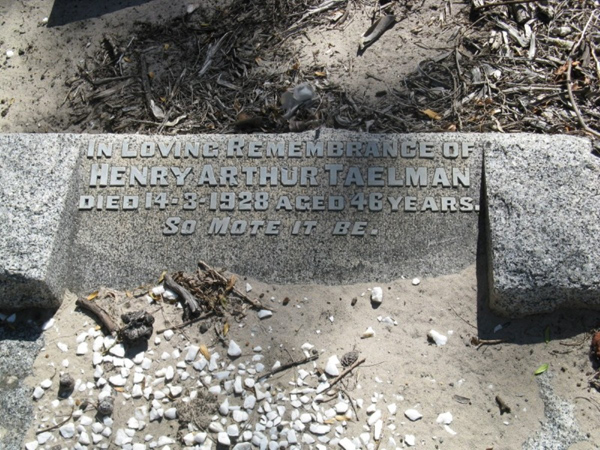 In Loving Remembrance of
Henry Arthur Taelman
Died 14-3-1928 Aged 46 Years.
So Mote it Be.